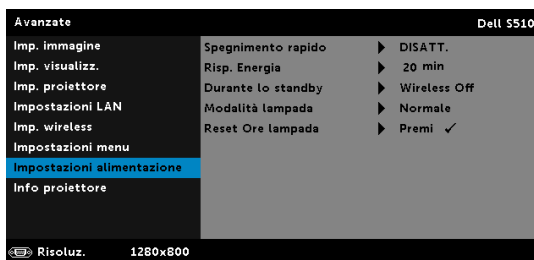 Avanzate Dell S510
Imp. immagine
Imp. visualizz.
Imp. proiettore
Impostazioni LAN
Imp. wireless
Impostazioni menu
Impostazioni alimentazione
Info proiettore
Spegnimento rapido DISATT.
Risp. Energia 20 min
Durante lo standby Wireless Off
Modalità lampada Normale
Reset Ore lampada Premi ✓
Risoluz. 1280x800